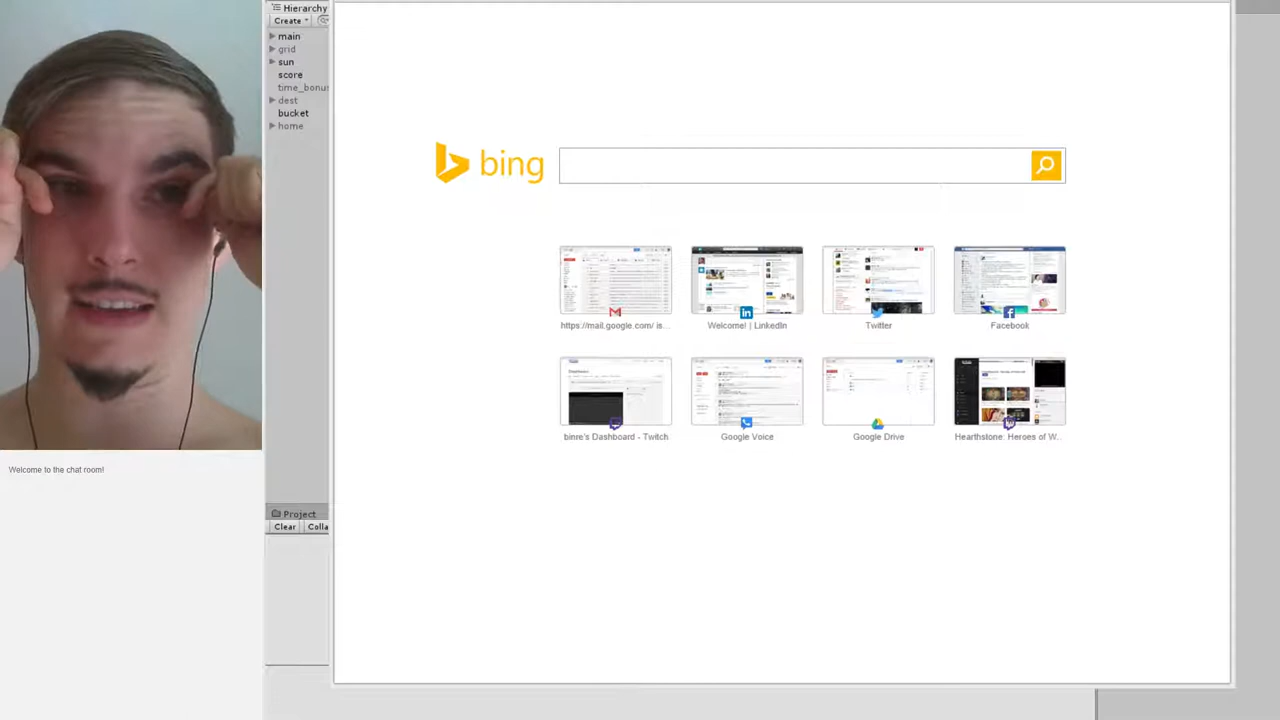 Hierarchy
Create
main
grid
sun
score
time_bonus
dest
bucket
home
bing
https://mail.google.com/ is...
Welcome! | LinkedIn
Twitter
Facebook
binre's Dashboard - Twitch
Google Voice
Google Drive
Hearthstone: Heroes of W...
Welcome to the chat room!
Project
Clear
Colla